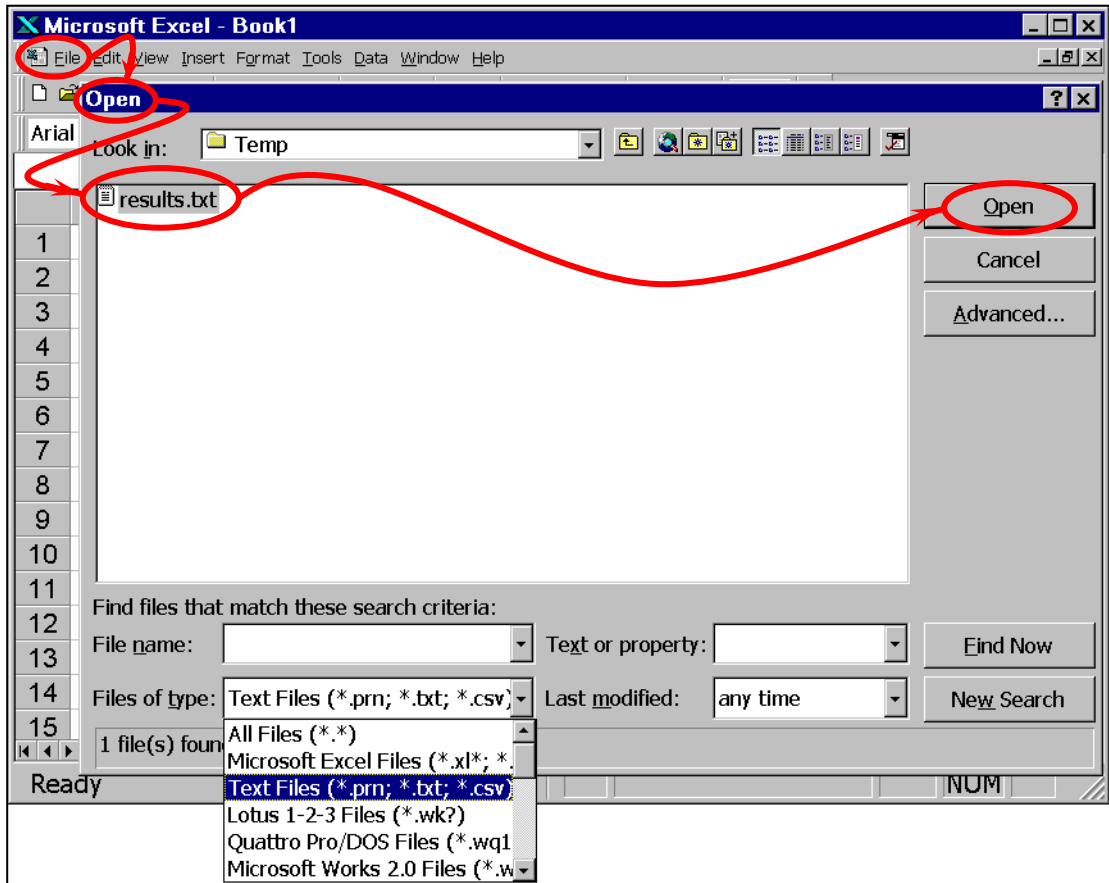 Microsoft Excel - Book1
File Edit View Insert Format Tools Data Window Help
Open
Arial
Look in: Temp
results.txt
Open
Cancel
Advanced...
1
2
3
4
5
6
7
8
9
10
11
12
13
14
15
Find files that match these search criteria:
File name:
Text or property:
Find Now
Files of type: Text Files (*.prn; *.txt; *.csv)
Last modified: any time
New Search
1 file(s) foun
All Files (*.*)
Microsoft Excel Files (*.xl*; *.
Text Files (*.prn; *.txt; *.csv)
Lotus 1-2-3 Files (*.wk?)
Quattro Pro/DOS Files (*.wq1
Microsoft Works 2.0 Files (*.w
Ready
NUM